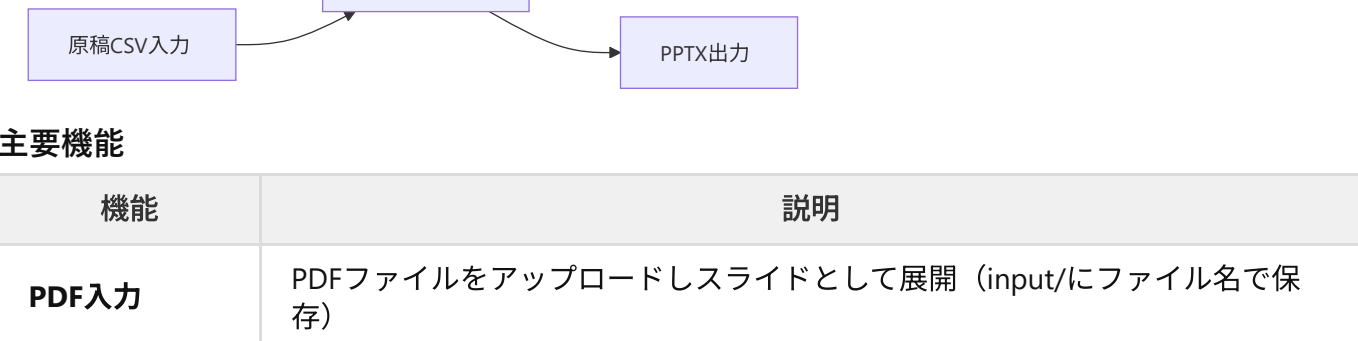 原稿CSV入力
PPTX出力
主要機能
機能
説明
PDF入力
PDFファイルをアップロードしスライドとして展開（input/にファイル名で保
存）